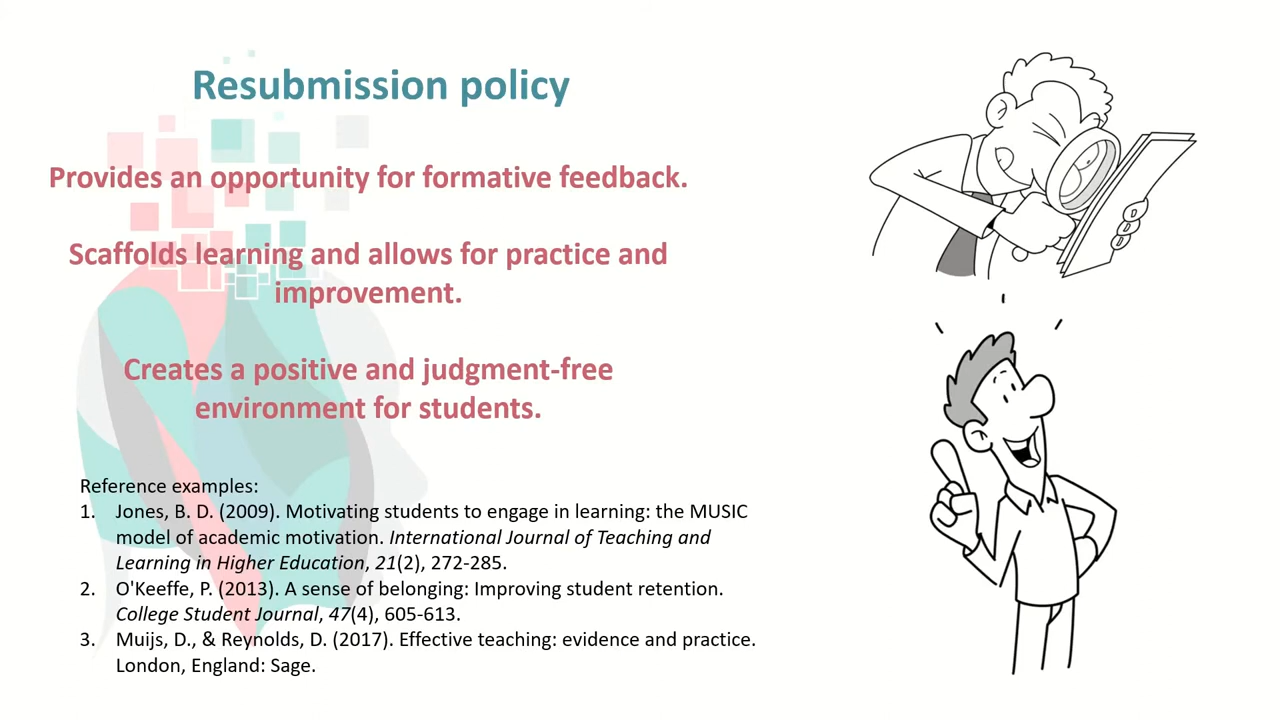 Resubmission policy
Provides an opportunity for formative feedback.
Scaffolds learning and allows for practice and
improvement.
Creates a positive and judgment-free
environment for students.
Reference examples:
1. Jones, B. D. (2009). Motivating students to engage in learning: the MUSIC
model of academic motivation. International Journal of Teaching and
Learning in Higher Education, 21(2), 272-285.
2. O'Keeffe, P. (2013). A sense of belonging: Improving student retention.
College Student Journal, 47(4), 605-613.
3. Muijs, D., & Reynolds, D. (2017). Effective teaching: evidence and practice.
London, England: Sage.